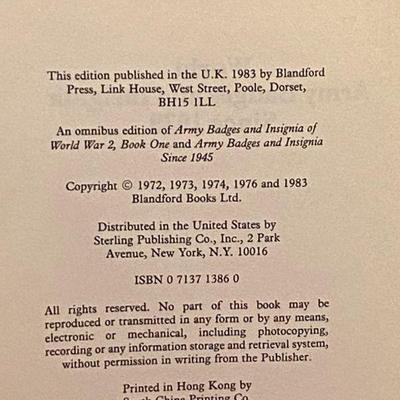 This edition published in the U.K. 1983 by Blandford
Press, Link House, West Street, Poole, Dorset,
BH15 1LL
An omnibus edition of Army Badges and Insignia of
World War 2, Book One and Army Badges and Insignia
Since 1945
Copyright © 1972, 1973, 1974, 1976 and 1983
Blandford Books Ltd.
Distributed in the United States by
Sterling Publishing Co., Inc., 2 Park
Avenue, New York, N.Y. 10016
ISBN 0 7137 1386 0
All rights reserved. No part of this book may be
reproduced or transmitted in any form or by any means,
electronic or mechanical, including photocopying,
recording or any information storage and retrieval system,
without permission in writing from the Publisher.
Printed in Hong Kong by
South China Printing Co.